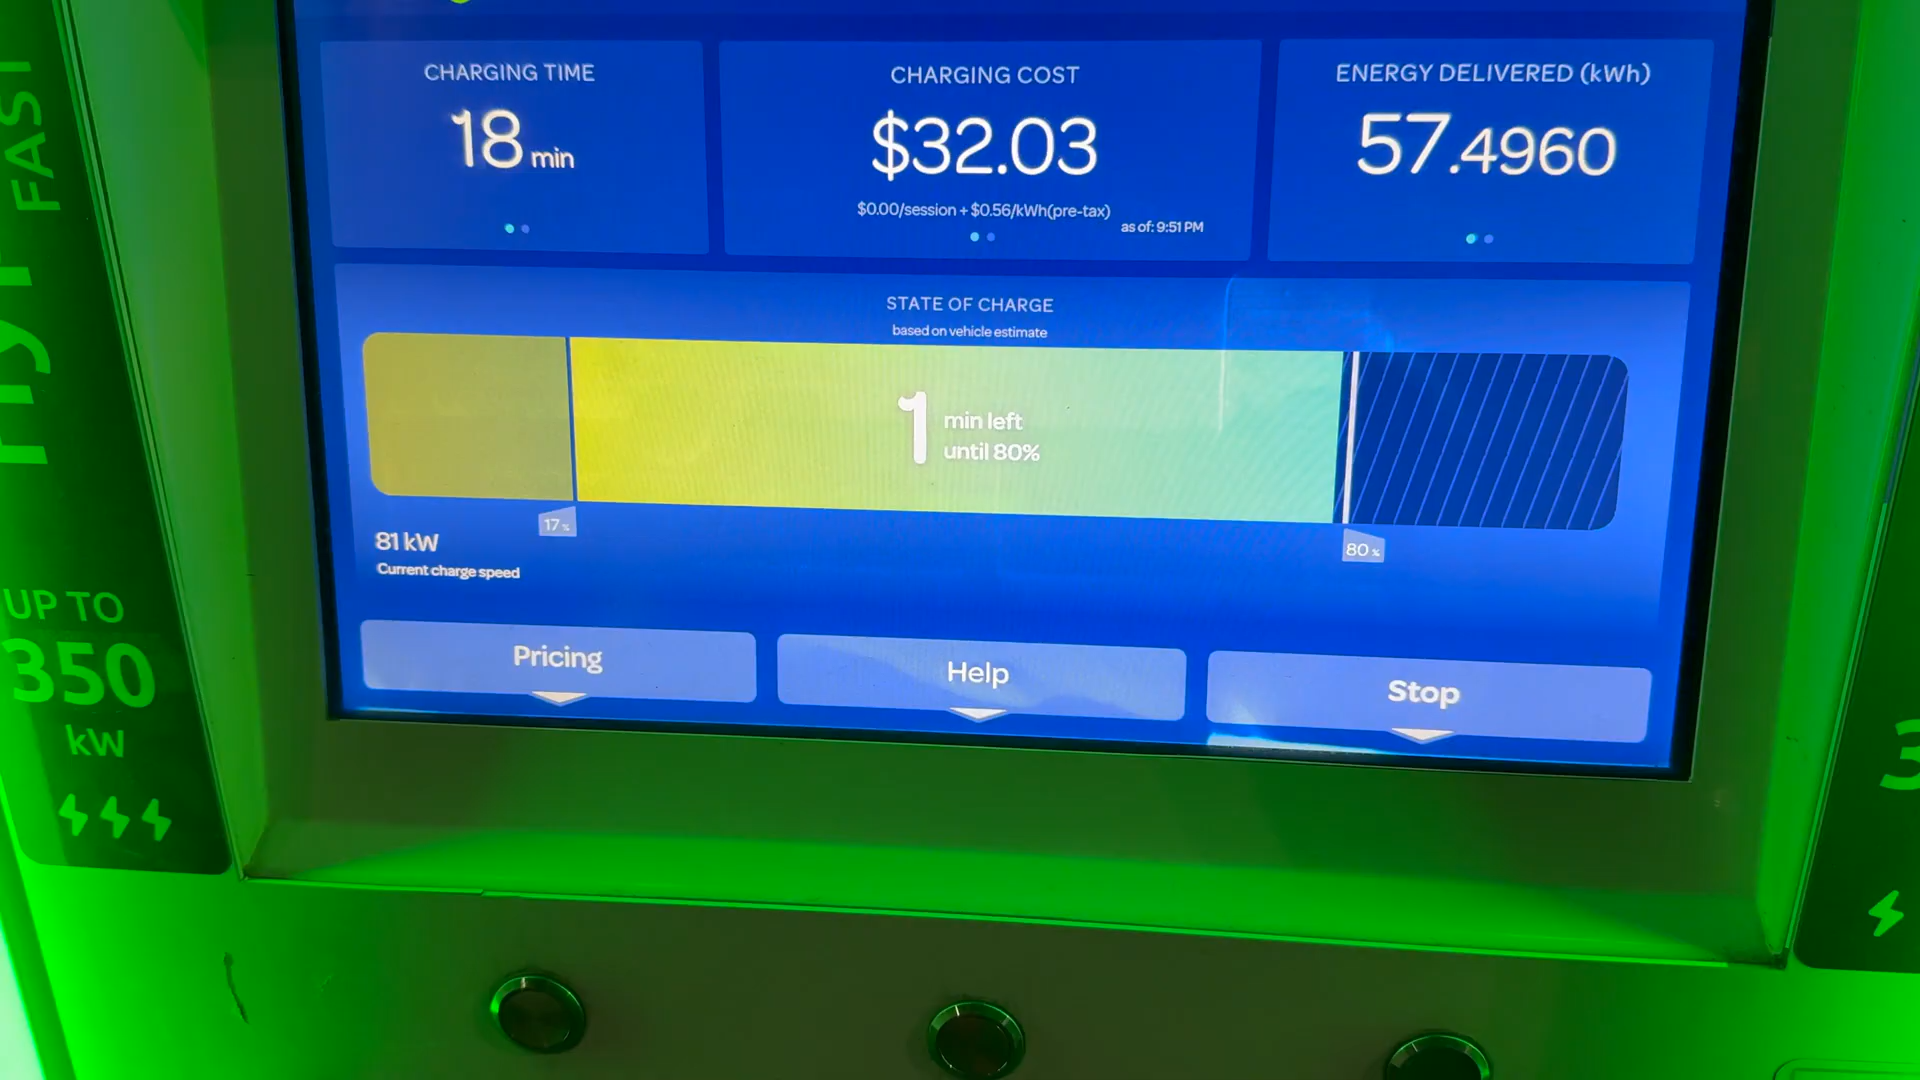 CHARGING TIME
18 min
CHARGING COST
$32.03
$0.00/session + $0.56/kWh(pre-tax)
as of: 9:51 PM
ENERGY DELIVERED (kWh)
57.4960
STATE OF CHARGE
based on vehicle estimate
1 min left
until 80%
17%
80%
81 kW
Current charge speed
Pricing
Help
Stop
FAST
UP TO
350
kW
3